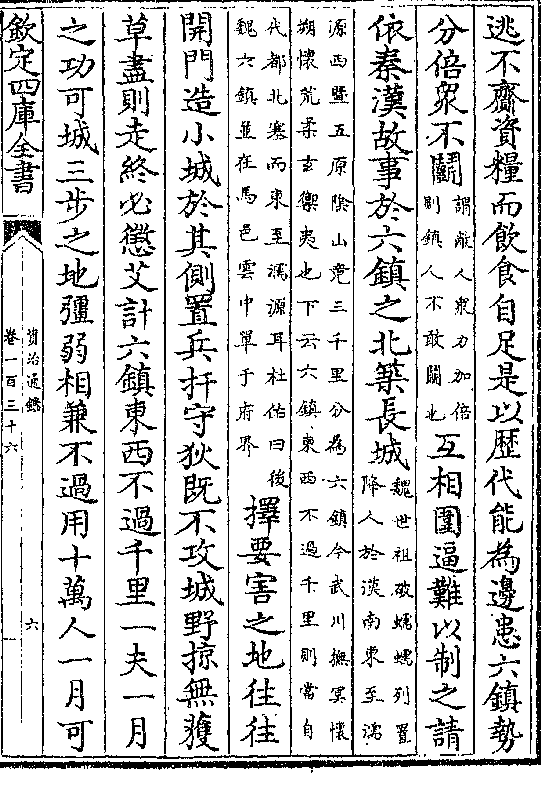 逃不齎資糧而飲食自足是以歷代能為邊患六鎮勢
分倍衆不鬬謂敵人衆力加倍則鎮人不敢鬬也互相圍逼難以制之請
依秦漢故事於六鎮之北築長城魏世祖破蠕蠕列置降人於漠南東至濡
源西暨五原陰山竟三千里分為六鎮今武川撫冥懷
朔懷荒柔玄禦夷也下云六鎮東西不過千里則當自
代都北塞而東至濡源耳杜佑曰後魏六鎮並在馬邑雲中單于府界擇要害之地往往
開門造小城於其側置兵扞守狄既不攻城野掠無獲
草盡則走終必懲艾計六鎮東西不過千里一夫一月
之功可城三步之地彊弱相兼不過用十萬人一月可
欽定四庫全書
資治通鑑
卷一百三十六
六